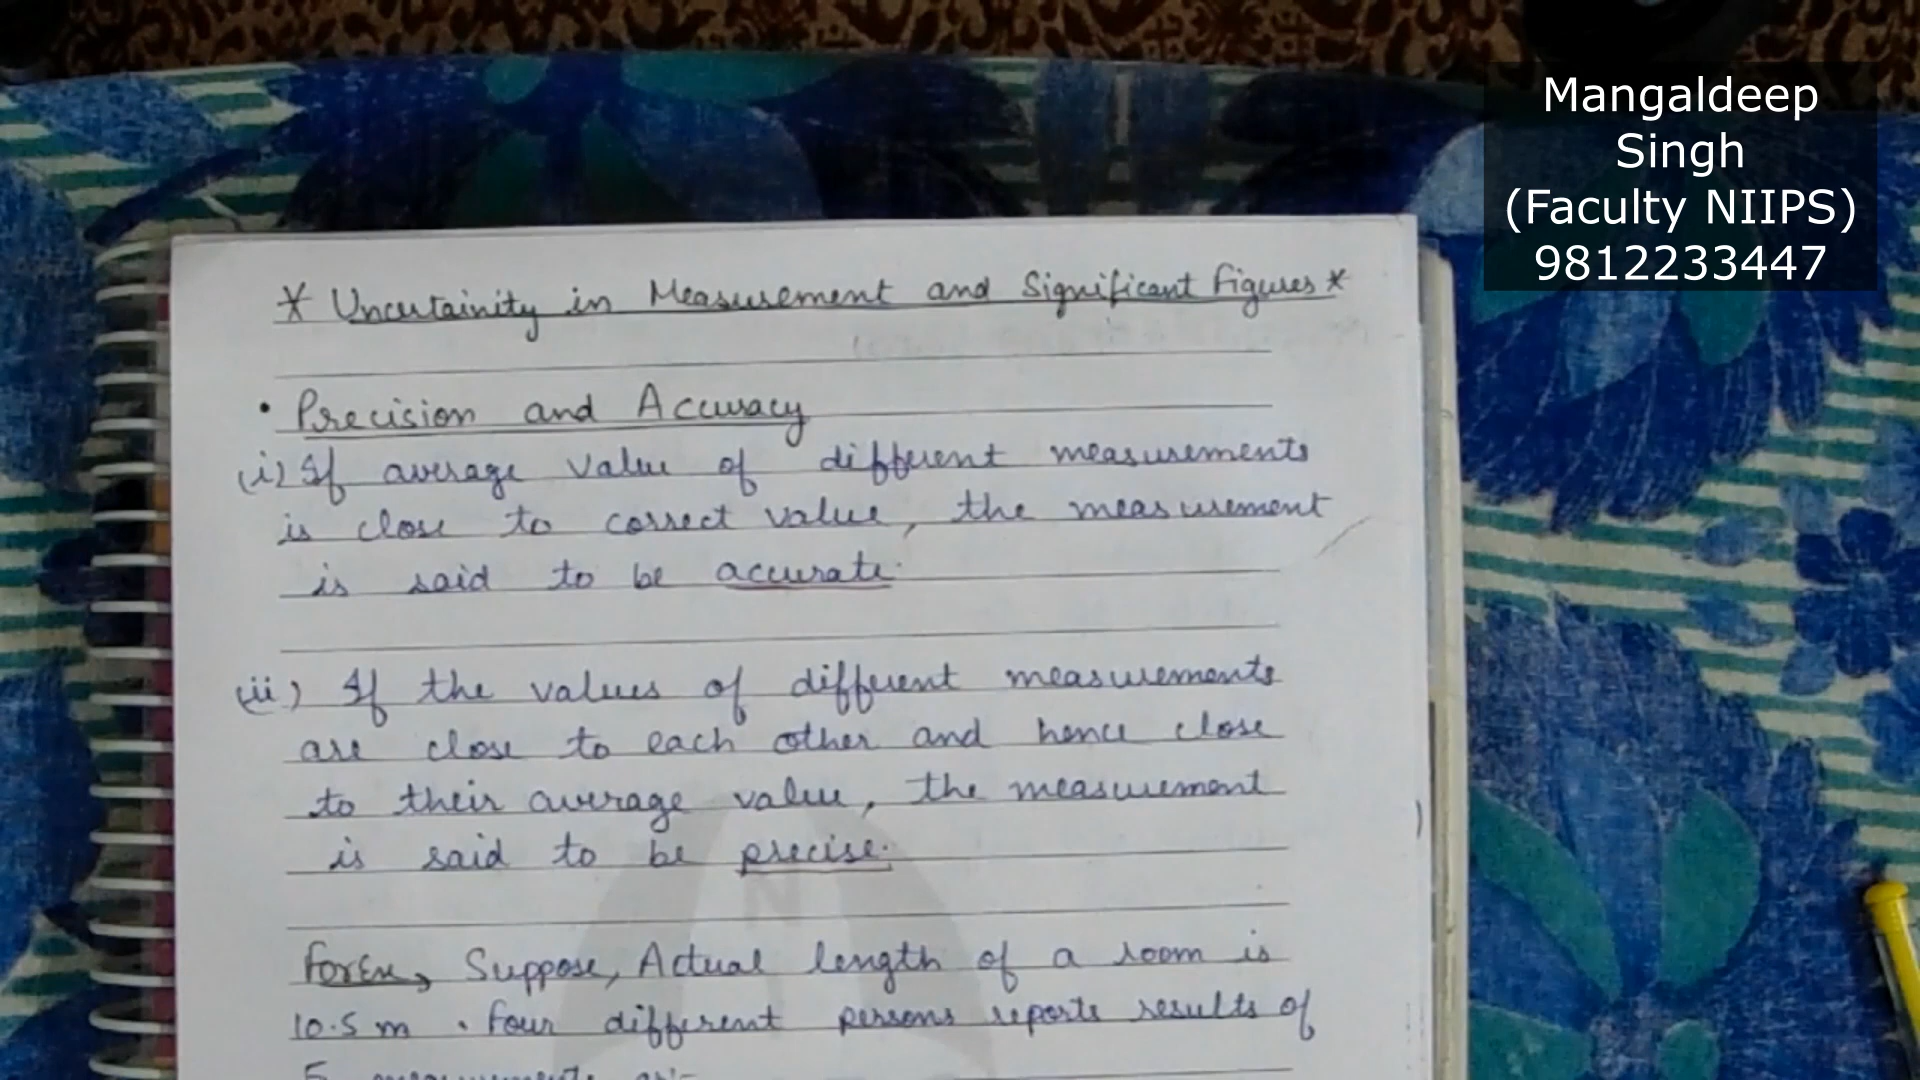 Mangaldeep
Singh
(Faculty NIIPS)
9812233447
* Uncertainity in Measurement and Significant Figures *
• Precision and Accuracy
(i) If average value of different measurements
is close to correct value, the measurement
is said to be accurate.
(ii) If the values of different measurements
are close to each other and hence close
to their average value, the measurement
is said to be precise.
For Ex, Suppose, Actual length of a room is
10.5 m. Four different persons reports results of
5 measurements as:-